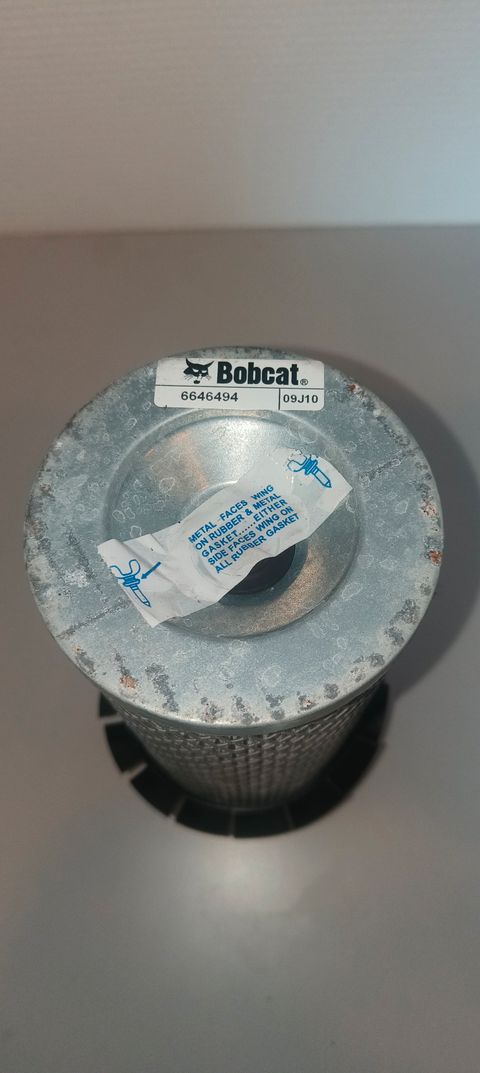 Bobcat®
6646494 09J10
METAL -FACES WING
ON RUBBER & METAL
GASKET.....EITHER
SIDE FACES WING ON
ALL RUBBER GASKET